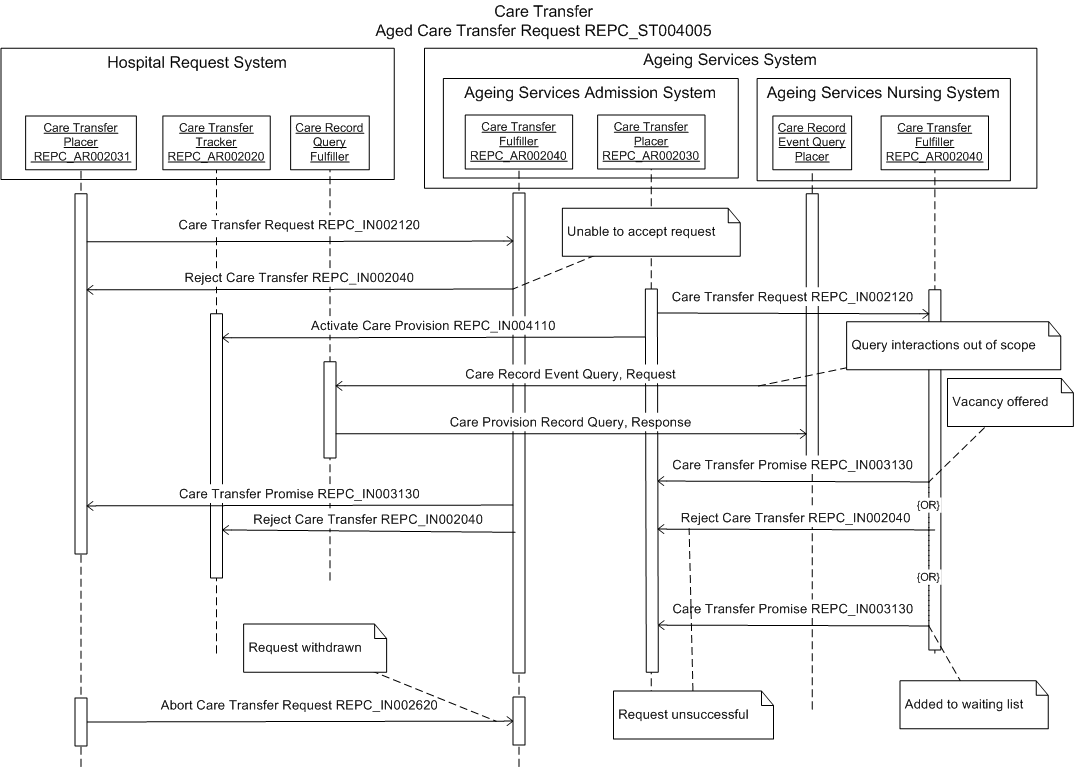 Care Transfer
Aged Care Transfer Request REPC_ST004005
Hospital Request System
Ageing Services System
Ageing Services Admission System
Ageing Services Nursing System
Care Transfer
Placer
REPC_AR002031
Care Transfer
Tracker
REPC_AR002020
Care Record
Query
Fulfiller
Care Transfer
Fulfiller
REPC_AR002040
Care Transfer
Placer
REPC_AR002030
Care Record
Event Query
Placer
Care Transfer
Fulfiller
REPC_AR002040
Care Transfer Request REPC_IN002120
Unable to accept request
Reject Care Transfer REPC_IN002040
Care Transfer Request REPC_IN002120
Activate Care Provision REPC_IN004110
Query interactions out of scope
Care Record Event Query, Request
Vacancy offered
Care Provision Record Query, Response
Care Transfer Promise REPC_IN003130
Care Transfer Promise REPC_IN003130
{OR}
Reject Care Transfer REPC_IN002040
Reject Care Transfer REPC_IN002040
{OR}
Care Transfer Promise REPC_IN003130
Request withdrawn
Abort Care Transfer Request REPC_IN002620
Request unsuccessful
Added to waiting list